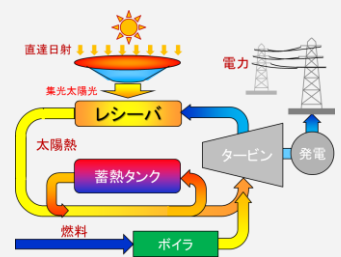 直達日射
集光太陽光
電力
レシーバ
太陽熱
タービン
発電
蓄熱タンク
燃料
ボイラ